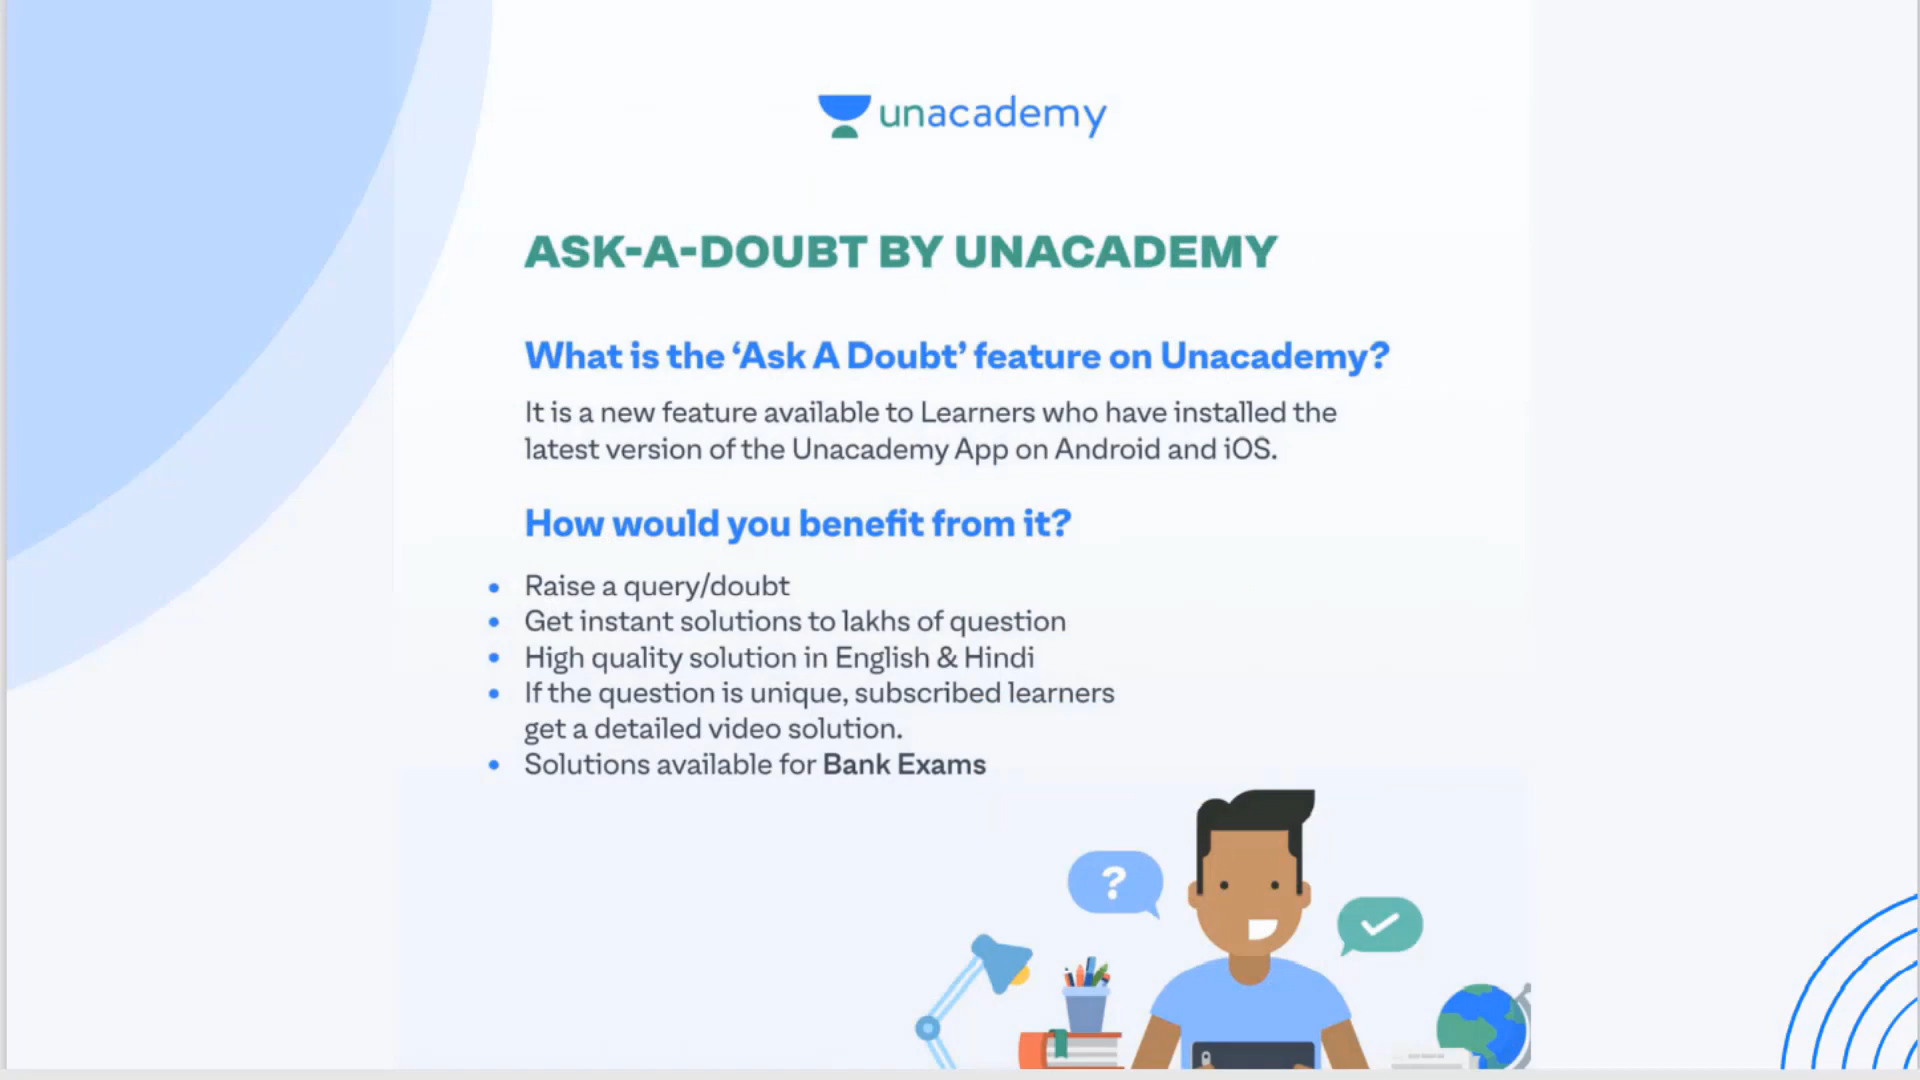 unacademy
ASK-A-DOUBT BY UNACADEMY
What is the ‘Ask A Doubt’ feature on Unacademy?
It is a new feature available to Learners who have installed the
latest version of the Unacademy App on Android and iOS.
How would you benefit from it?
• Raise a query/doubt
• Get instant solutions to lakhs of question
• High quality solution in English & Hindi
• If the question is unique, subscribed learners
get a detailed video solution.
• Solutions available for Bank Exams
?